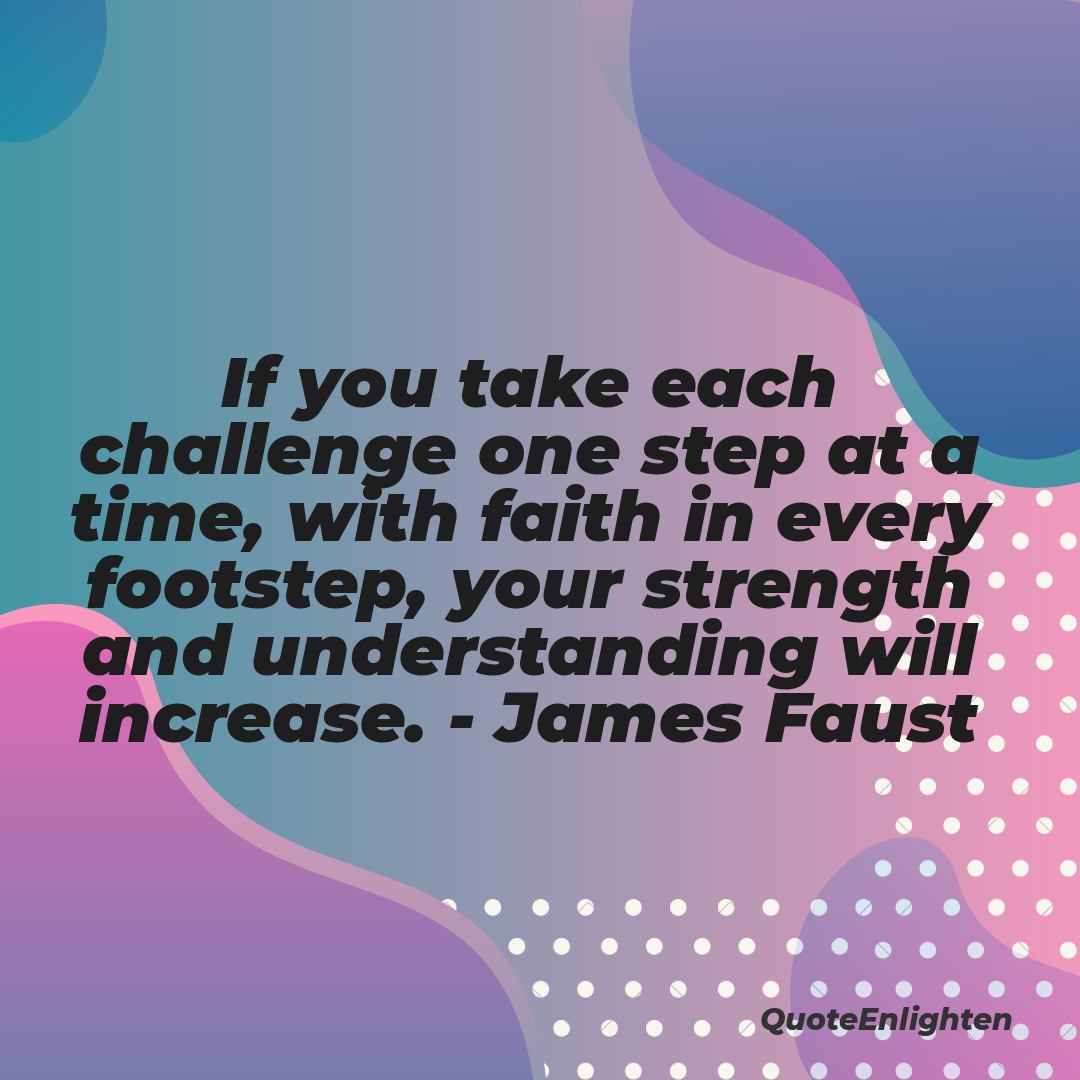 If you take each
challenge one step at a
time, with faith in every
footstep, your strength
and understanding will
increase. - James Faust
QuoteEnlighten